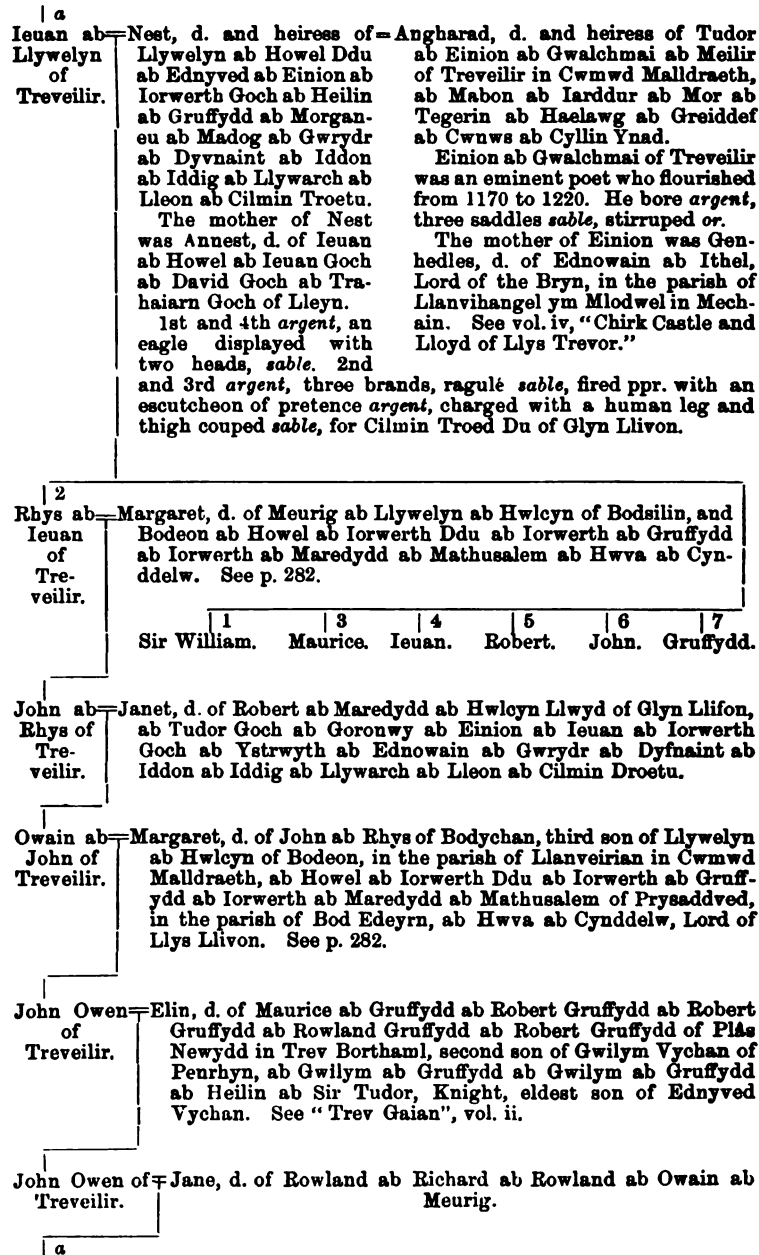 a
Ieuan ab Llywelyn of Treveilir.
Nest, d. and heiress of
Llywelyn ab Howel Ddu
ab Ednyved ab Einion ab
Iorwerth Goch ab Heilin
ab Gruffydd ab Morgan-
eu ab Madog ab Gwrydr
ab Dyvnaint ab Iddon
ab Iddig ab Llywarch ab
Lleon ab Cilmin Troetu.
The mother of Nest
was Annest, d. of Ieuan
ab Howel ab Ieuan Goch
ab David Goch ab Tra-
haiarn Goch of Lleyn.
1st and 4th argent, an
eagle displayed with
two heads, sable. 2nd
and 3rd argent, three brands, ragulé sable, fired ppr. with an
escutcheon of pretence argent, charged with a human leg and
thigh couped sable, for Cilmin Troed Du of Glyn Llivon.
=Angharad, d. and heiress of Tudor
ab Einion ab Gwalchmai ab Meilir
of Treveilir in Cwmwd Malldraeth,
ab Mabon ab Iarddur ab Mor ab
Tegerin ab Haelawg ab Greiddef
ab Cwnws ab Cyllin Ynad.
Einion ab Gwalchmai of Treveilir
was an eminent poet who flourished
from 1170 to 1220. He bore argent,
three saddles sable, stirruped or.
The mother of Einion was Gen-
hedles, d. of Ednowain ab Ithel,
Lord of the Bryn, in the parish of
Llanvihangel ym Mlodwel in Mech-
ain. See vol. iv, "Chirk Castle and
Lloyd of Llys Trevor."
2
Rhys ab
Ieuan
of
Tre-
veilir.
Margaret, d. of Meurig ab Llywelyn ab Hwlcyn of Bodsilin, and
Bodeon ab Howel ab Iorwerth Ddu ab Iorwerth ab Gruffydd
ab Iorwerth ab Maredydd ab Mathusalem ab Hwva ab Cyn-
ddelw. See p. 282.
1 3 4 5 6 7
Sir William. Maurice. Ieuan. Robert. John. Gruffydd.
John ab
Rhys of
Tre-
veilir.
Janet, d. of Robert ab Maredydd ab Hwlcyn Llwyd of Glyn Llifon,
ab Tudor Goch ab Goronwy ab Einion ab Ieuan ab Iorwerth
Goch ab Ystrwyth ab Ednowain ab Gwrydr ab Dyfnaint ab
Iddon ab Iddig ab Llywarch ab Lleon ab Cilmin Droetu.
Owain ab
John of
Treveilir.
Margaret, d. of John ab Rhys of Bodychan, third son of Llywelyn
ab Hwlcyn of Bodeon, in the parish of Llanveirian in Cwmwd
Malldraeth, ab Howel ab Iorwerth Ddu ab Iorwerth ab Gruff-
ydd ab Iorwerth ab Maredydd ab Mathusalem of Prysaddved,
in the parish of Bod Edeyrn, ab Hwva ab Cynddelw, Lord of
Llys Llivon. See p. 282.
John Owen
of
Treveilir.
Elin, d. of Maurice ab Gruffydd ab Robert Gruffydd ab Robert
Gruffydd ab Rowland Gruffydd ab Robert Gruffydd of Plâs
Newydd in Trev Borthaml, second son of Gwilym Vychan of
Penrhyn, ab Gwilym ab Gruffydd ab Gwilym ab Gruffydd
ab Heilin ab Sir Tudor, Knight, eldest son of Ednyved
Vychan. See "Trev Gaian", vol. ii.
John Owen of
Treveilir.
Jane, d. of Rowland ab Richard ab Rowland ab Owain ab
Meurig.
a